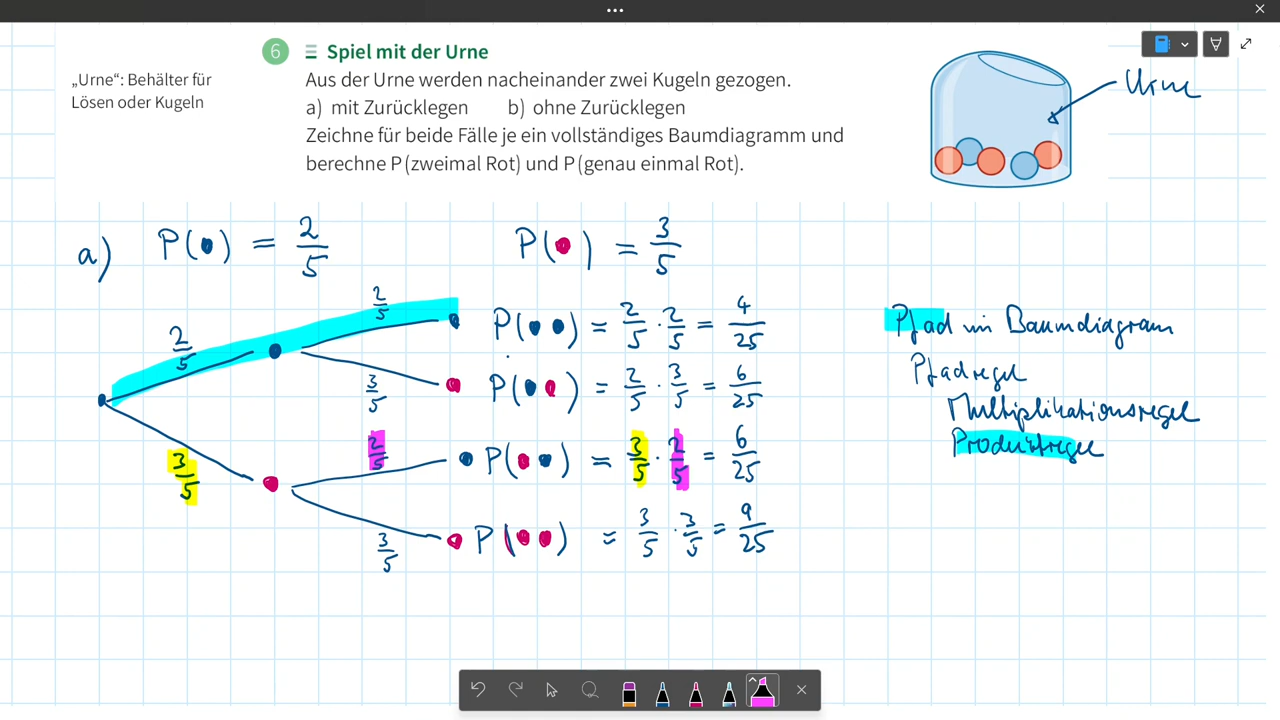 6 Spiel mit der Urne
„Urne“: Behälter für
Lösen oder Kugeln
Aus der Urne werden nacheinander zwei Kugeln gezogen.
a) mit Zurücklegen b) ohne Zurücklegen
Zeichne für beide Fälle je ein vollständiges Baumdiagramm und
berechne P (zweimal Rot) und P (genau einmal Rot).
Urne
a) P(●) = 2/5 P(●) = 3/5
2/5 2/5 P(●●) = 2/5 · 2/5 = 4/25
3/5 P(●●) = 2/5 · 3/5 = 6/25
3/5 2/5 P(●●) = 3/5 · 2/5 = 6/25
3/5 P(●●) = 3/5 · 3/5 = 9/25
Pfad im Baumdiagram
Pfadregel
Multiplikationsregel
Produktregel